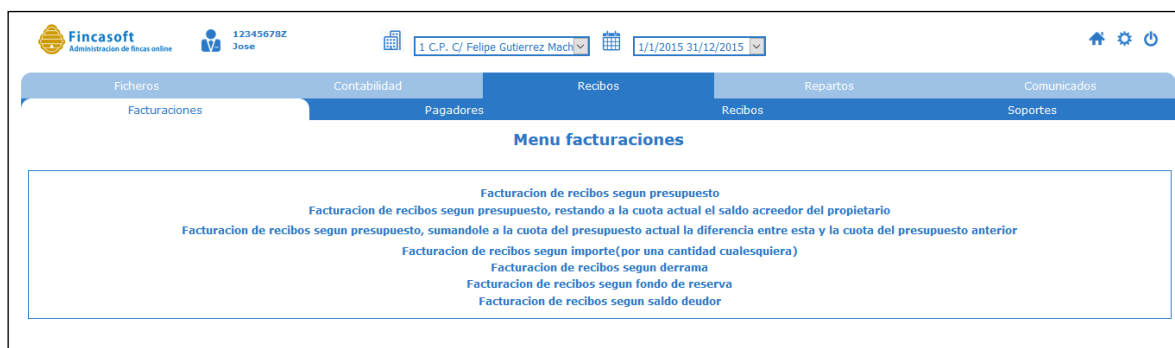 Fincasoft
Administración de fincas online
12345678Z
Jose
1 C.P. C/ Felipe Gutierrez Mach
1/1/2015 31/12/2015
Ficheros Contabilidad Recibos Repartos Comunicados
Facturaciones Pagadores Recibos Soportes
Menu facturaciones
Facturacion de recibos segun presupuesto
Facturacion de recibos segun presupuesto, restando a la cuota actual el saldo acreedor del propietario
Facturacion de recibos segun presupuesto, sumandole a la cuota del presupuesto actual la diferencia entre esta y la cuota del presupuesto anterior
Facturacion de recibos segun importe(por una cantidad cualesquiera)
Facturacion de recibos segun derrama
Facturacion de recibos segun fondo de reserva
Facturacion de recibos segun saldo deudor